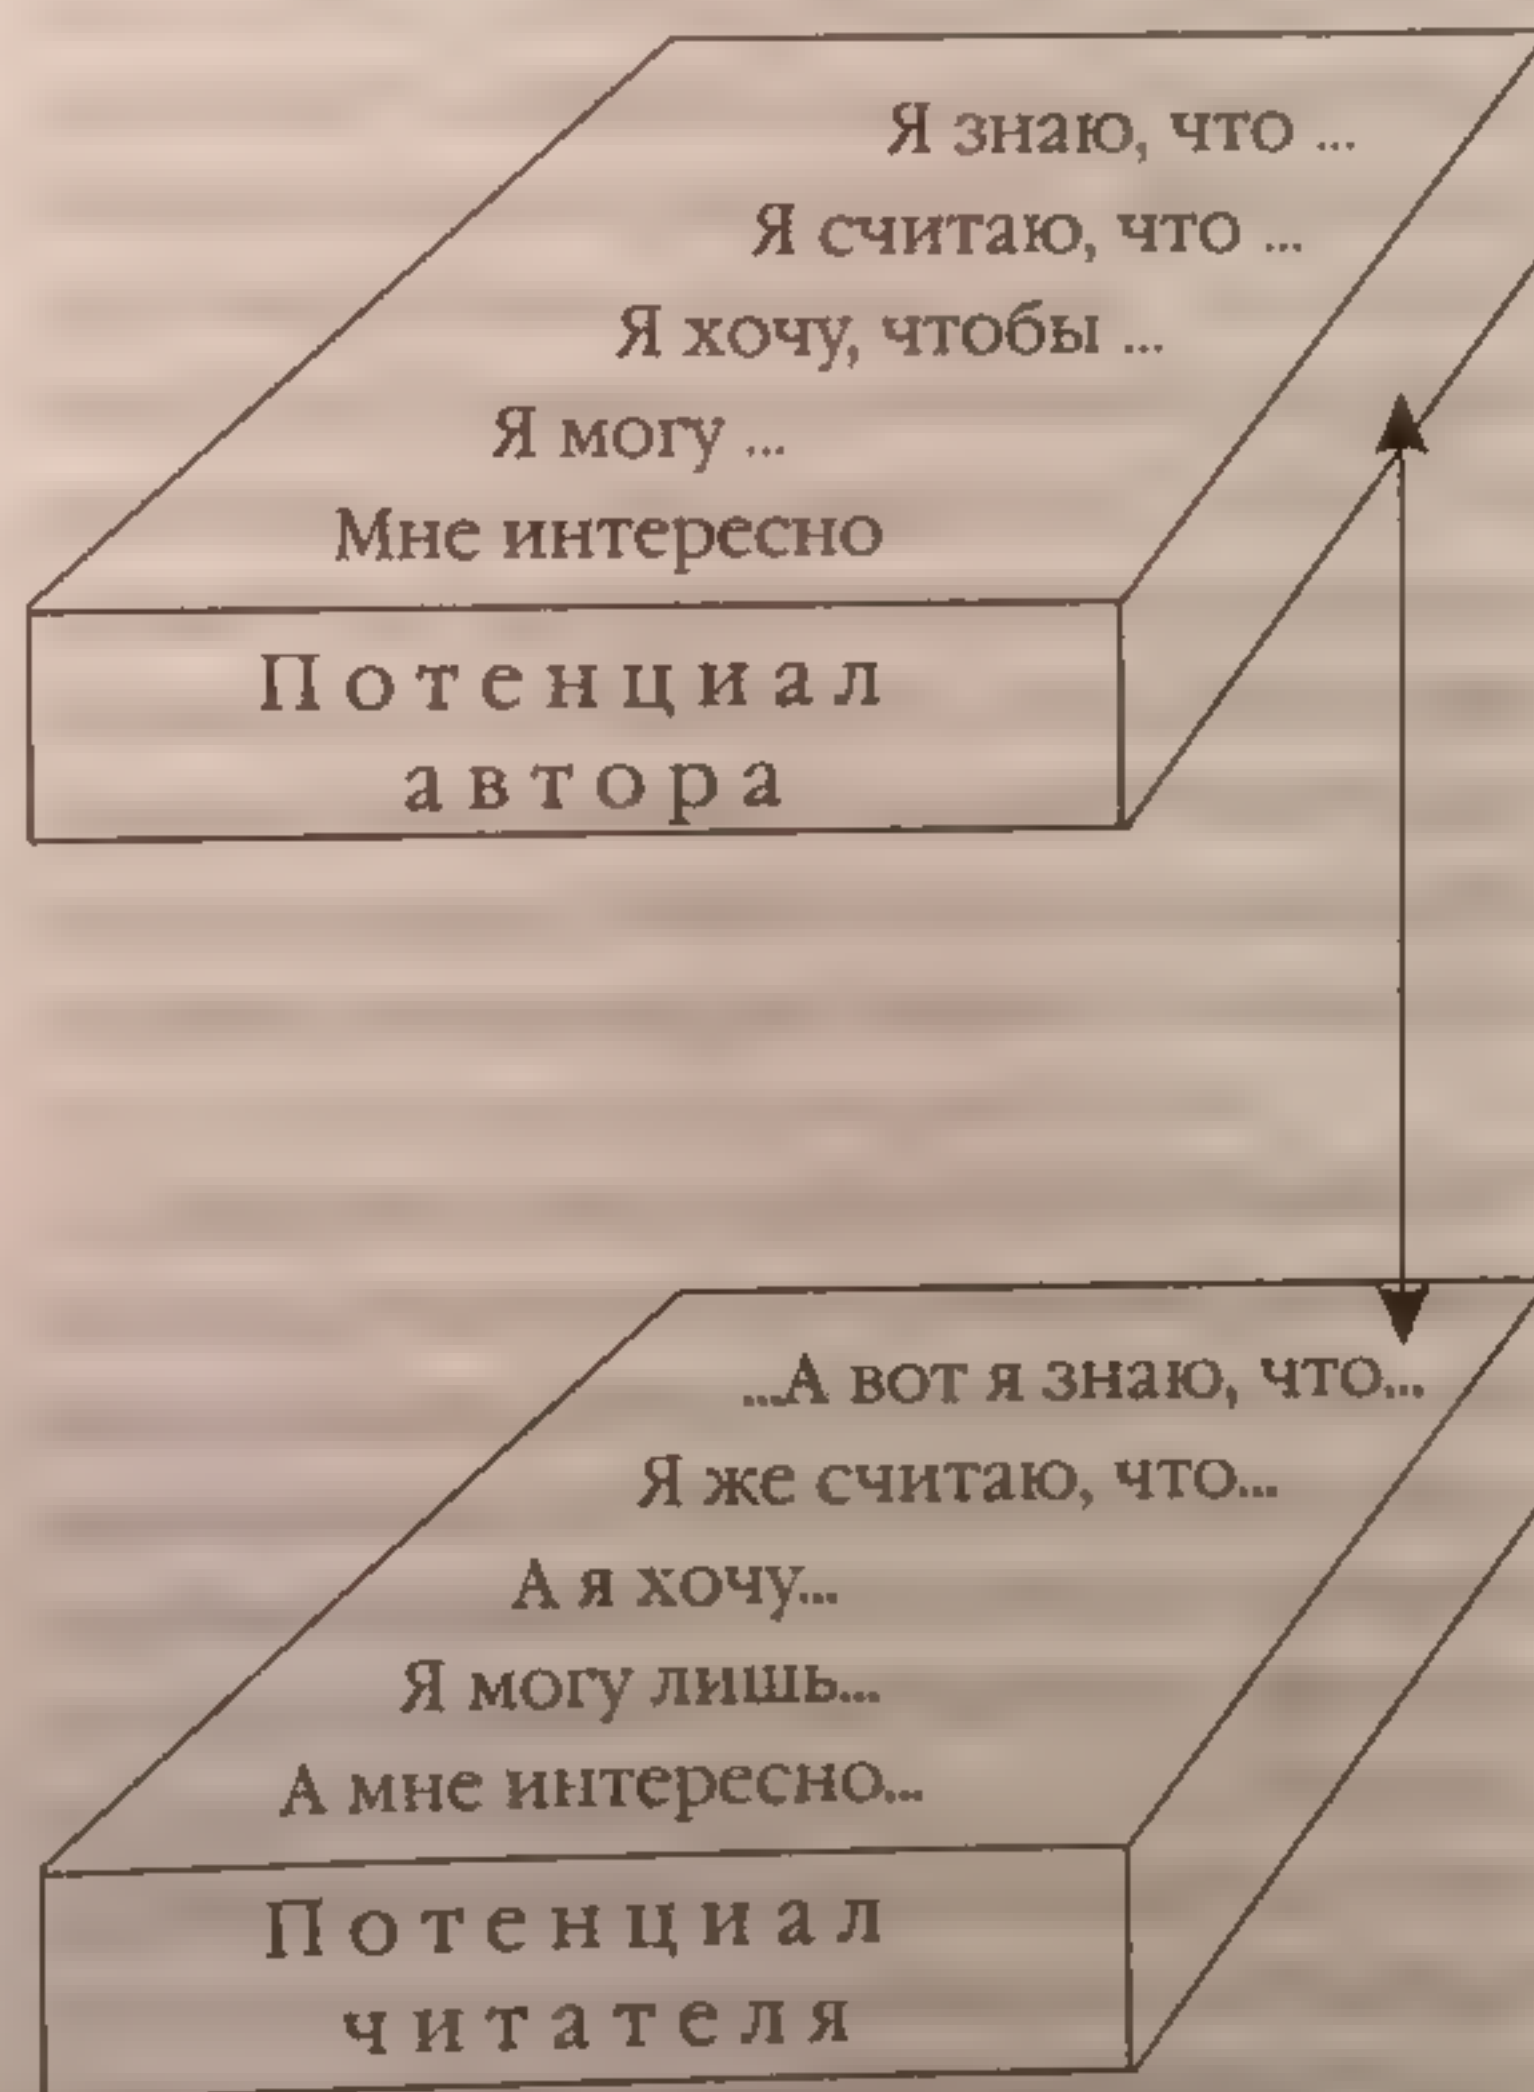 Я знаю, что ...
Я считаю, что ...
Я хочу, чтобы ...
Я могу ...
Мне интересно
Потенциал
автора
...А вот я знаю, что...
Я же считаю, что...
А я хочу...
Я могу лишь...
А мне интересно...
Потенциал
читателя